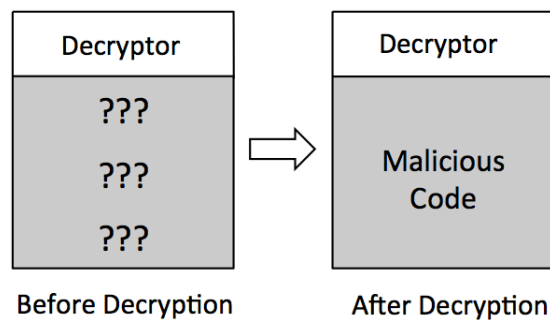 Decryptor
???
???
???
Before Decryption
Decryptor
Malicious
Code
After Decryption